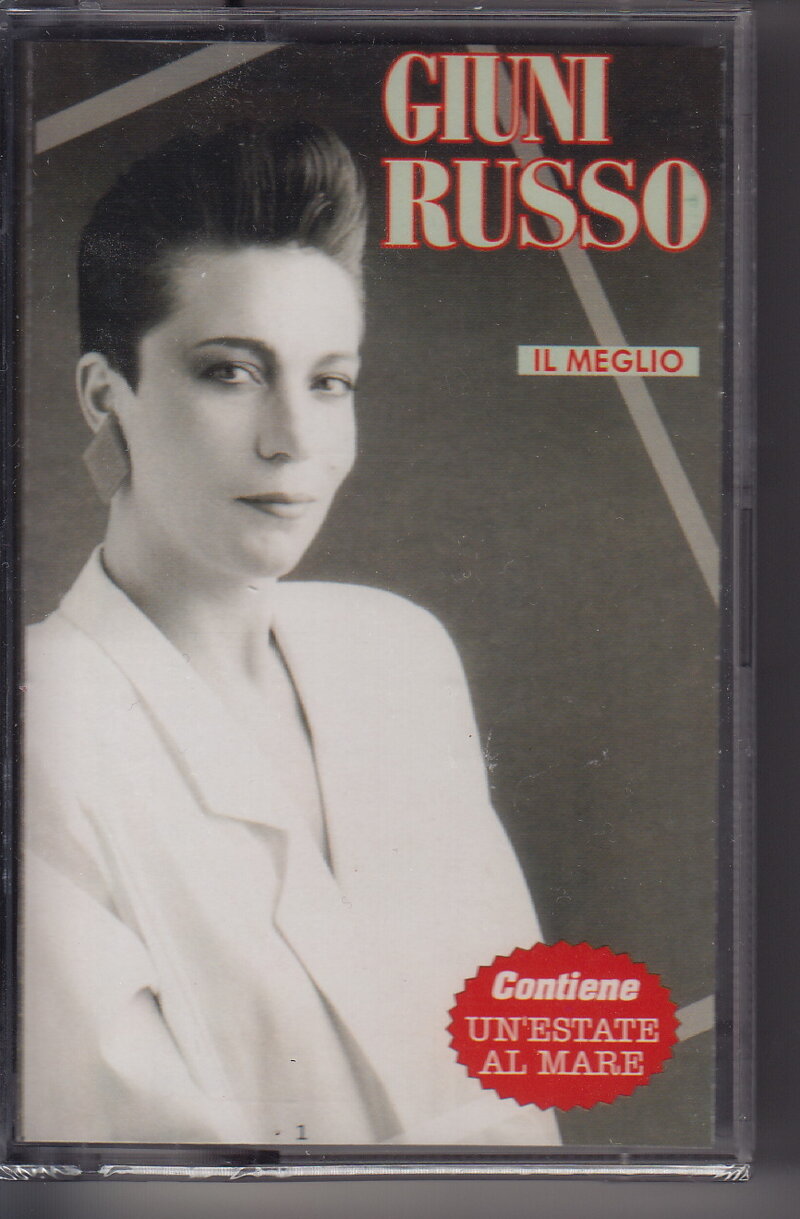 GIUNI
RUSSO
IL MEGLIO
Contiene
UN'ESTATE
AL MARE
1